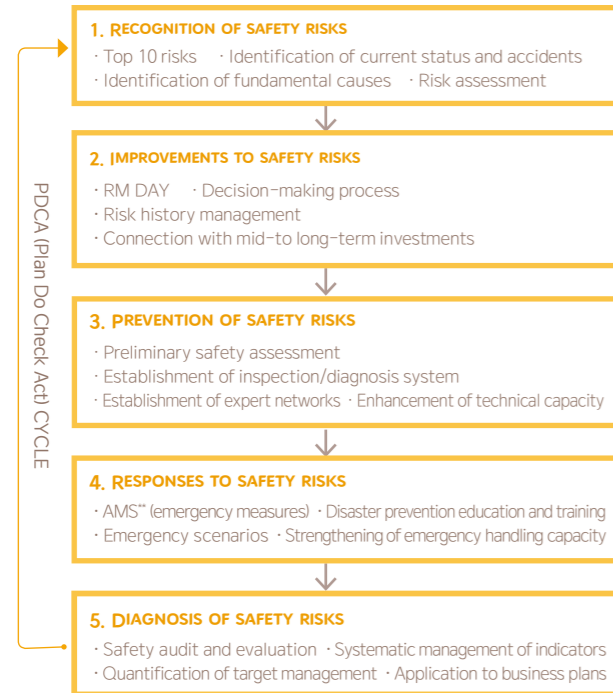 1. RECOGNITION OF SAFETY RISKS
· Top 10 risks · Identification of current status and accidents
· Identification of fundamental causes · Risk assessment
2. IMPROVEMENTS TO SAFETY RISKS
· RM DAY · Decision-making process
· Risk history management
· Connection with mid-to long-term investments
3. PREVENTION OF SAFETY RISKS
· Preliminary safety assessment
· Establishment of inspection/diagnosis system
· Establishment of expert networks · Enhancement of technical capacity
4. RESPONSES TO SAFETY RISKS
· AMS** (emergency measures) · Disaster prevention education and training
· Emergency scenarios · Strengthening of emergency handling capacity
5. DIAGNOSIS OF SAFETY RISKS
· Safety audit and evaluation · Systematic management of indicators
· Quantification of target management · Application to business plans
PDCA (Plan Do Check Act) CYCLE